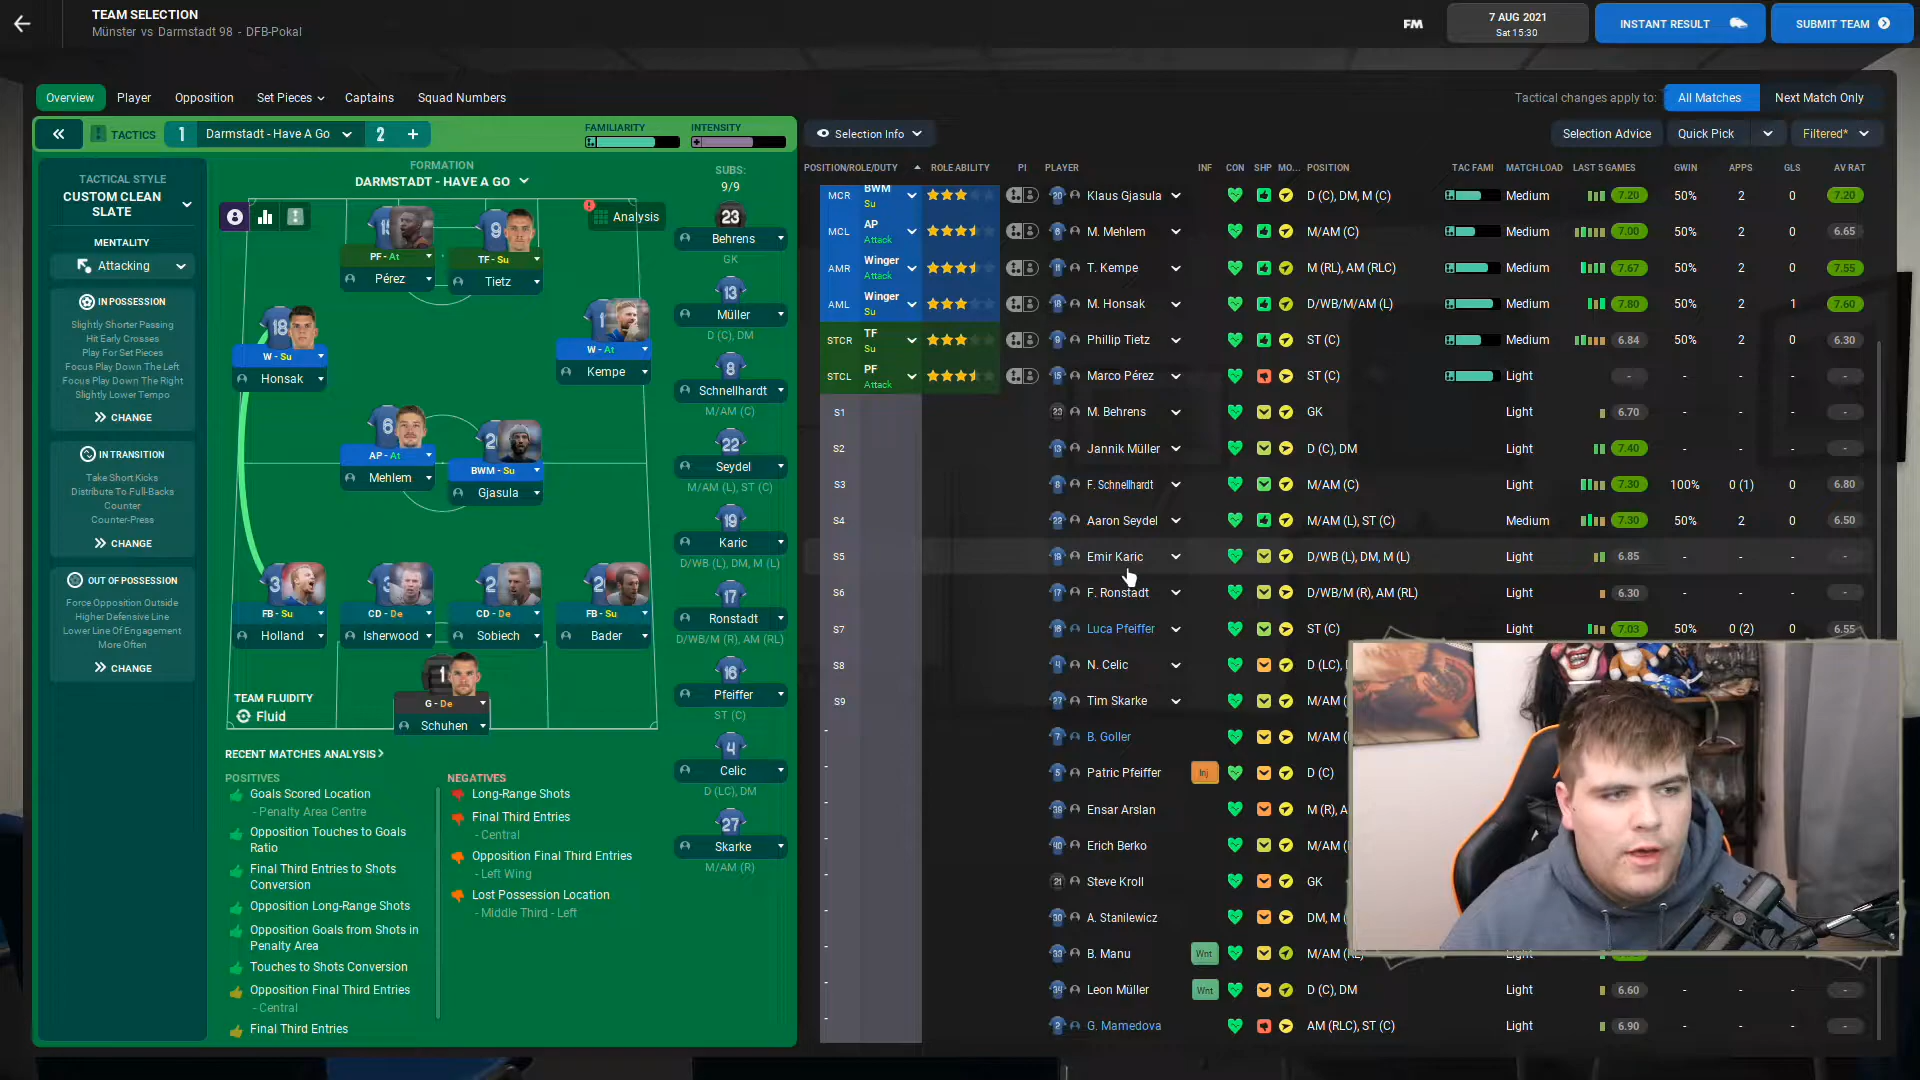 TEAM SELECTION
Münster vs Darmstadt 98 - DFB-Pokal
FM
7 AUG 2021
Sat 15:30
INSTANT RESULT
SUBMIT TEAM
Overview
Player
Opposition
Set Pieces
Captains
Squad Numbers
Tactical changes apply to:
All Matches
Next Match Only
TACTICS
1
Darmstadt - Have A Go
2
FAMILIARITY
INTENSITY
Selection Info
Selection Advice
Quick Pick
Filtered*
TACTICAL STYLE
CUSTOM CLEAN
SLATE
MENTALITY
Attacking
IN POSSESSION
Slightly Shorter Passing
Hit Early Crosses
Play For Set Pieces
Focus Play Down The Left
Focus Play Down The Right
Slightly Lower Tempo
CHANGE
IN TRANSITION
Take Short Kicks
Distribute To Full-Backs
Counter
Counter-Press
CHANGE
OUT OF POSSESSION
Force Opposition Outside
Higher Defensive Line
Lower Line Of Engagement
More Often
CHANGE
FORMATION
DARMSTADT - HAVE A GO
Analysis
PF - At
Pérez
9
TF - Su
Tietz
18
W - Su
Honsak
W - At
Kempe
6
AP - At
Mehlem
BWM - Su
Gjasula
FB - Su
Holland
CD - De
Isherwood
CD - De
Sobiech
FB - Su
Bader
1
G - De
Schuhen
TEAM FLUIDITY
Fluid
SUBS:
9/9
23
Behrens
GK
13
Müller
D (C), DM
8
Schnellhardt
M/AM (C)
22
Seydel
M/AM (L), ST (C)
19
Karic
D/WB (L), DM, M (L)
17
Ronstadt
D/WB/M (R), AM (RL)
16
Pfeiffer
ST (C)
4
Celic
D (LC), DM
27
Skarke
M/AM (R)
RECENT MATCHES ANALYSIS
POSITIVES
Goals Scored Location
- Penalty Area Centre
Opposition Touches to Goals
Ratio
Final Third Entries to Shots
Conversion
Opposition Long-Range Shots
Opposition Goals from Shots in
Penalty Area
Touches to Shots Conversion
Opposition Final Third Entries
- Central
Final Third Entries
NEGATIVES
Long-Range Shots
Final Third Entries
- Central
Opposition Final Third Entries
- Left Wing
Lost Possession Location
- Middle Third - Left
POSITION/ROLE/DUTY ROLE ABILITY PI PLAYER INF CON SHP MO... POSITION TAC FAMI MATCH LOAD LAST 5 GAMES GWIN APPS GLS AV RAT
MCR BWM Su Klaus Gjasula D (C), DM, M (C) Medium 7.20 50% 2 0 7.20
MCL AP Attack M. Mehlem M/AM (C) Medium 7.00 50% 2 0 6.65
AMR Winger Attack T. Kempe M (RL), AM (RLC) Medium 7.67 50% 2 0 7.55
AML Winger Su M. Honsak D/WB/M/AM (L) Medium 7.80 50% 2 1 7.60
STCR TF Su Phillip Tietz ST (C) Medium 6.84 50% 2 0 6.30
STCL PF Attack Marco Pérez ST (C) Light - - - - -
S1 M. Behrens GK Light 6.70 - - - -
S2 Jannik Müller D (C), DM Light 7.40 - - - -
S3 F. Schnellhardt M/AM (C) Light 7.30 100% 0 (1) 0 6.80
S4 Aaron Seydel M/AM (L), ST (C) Medium 7.30 50% 2 0 6.50
S5 Emir Karic D/WB (L), DM, M (L) Light 6.85 - - - -
S6 F. Ronstadt D/WB/M (R), AM (RL) Light 6.30 - - - -
S7 Luca Pfeiffer ST (C) Light 7.03 50% 0 (2) 0 6.55
S8 N. Celic D (LC),
S9 Tim Skarke M/AM
- B. Goller M/AM
- Patric Pfeiffer Inj D (C)
- Ensar Arslan M (R), A
- Erich Berko M/AM
- Steve Kroll GK
- A. Stanilewicz DM, M
- B. Manu Wnt M/AM Light
- Leon Müller Wnt D (C), DM Light 6.60 - - - -
- G. Mamedova AM (RLC), ST (C) Light 6.90 - - - -